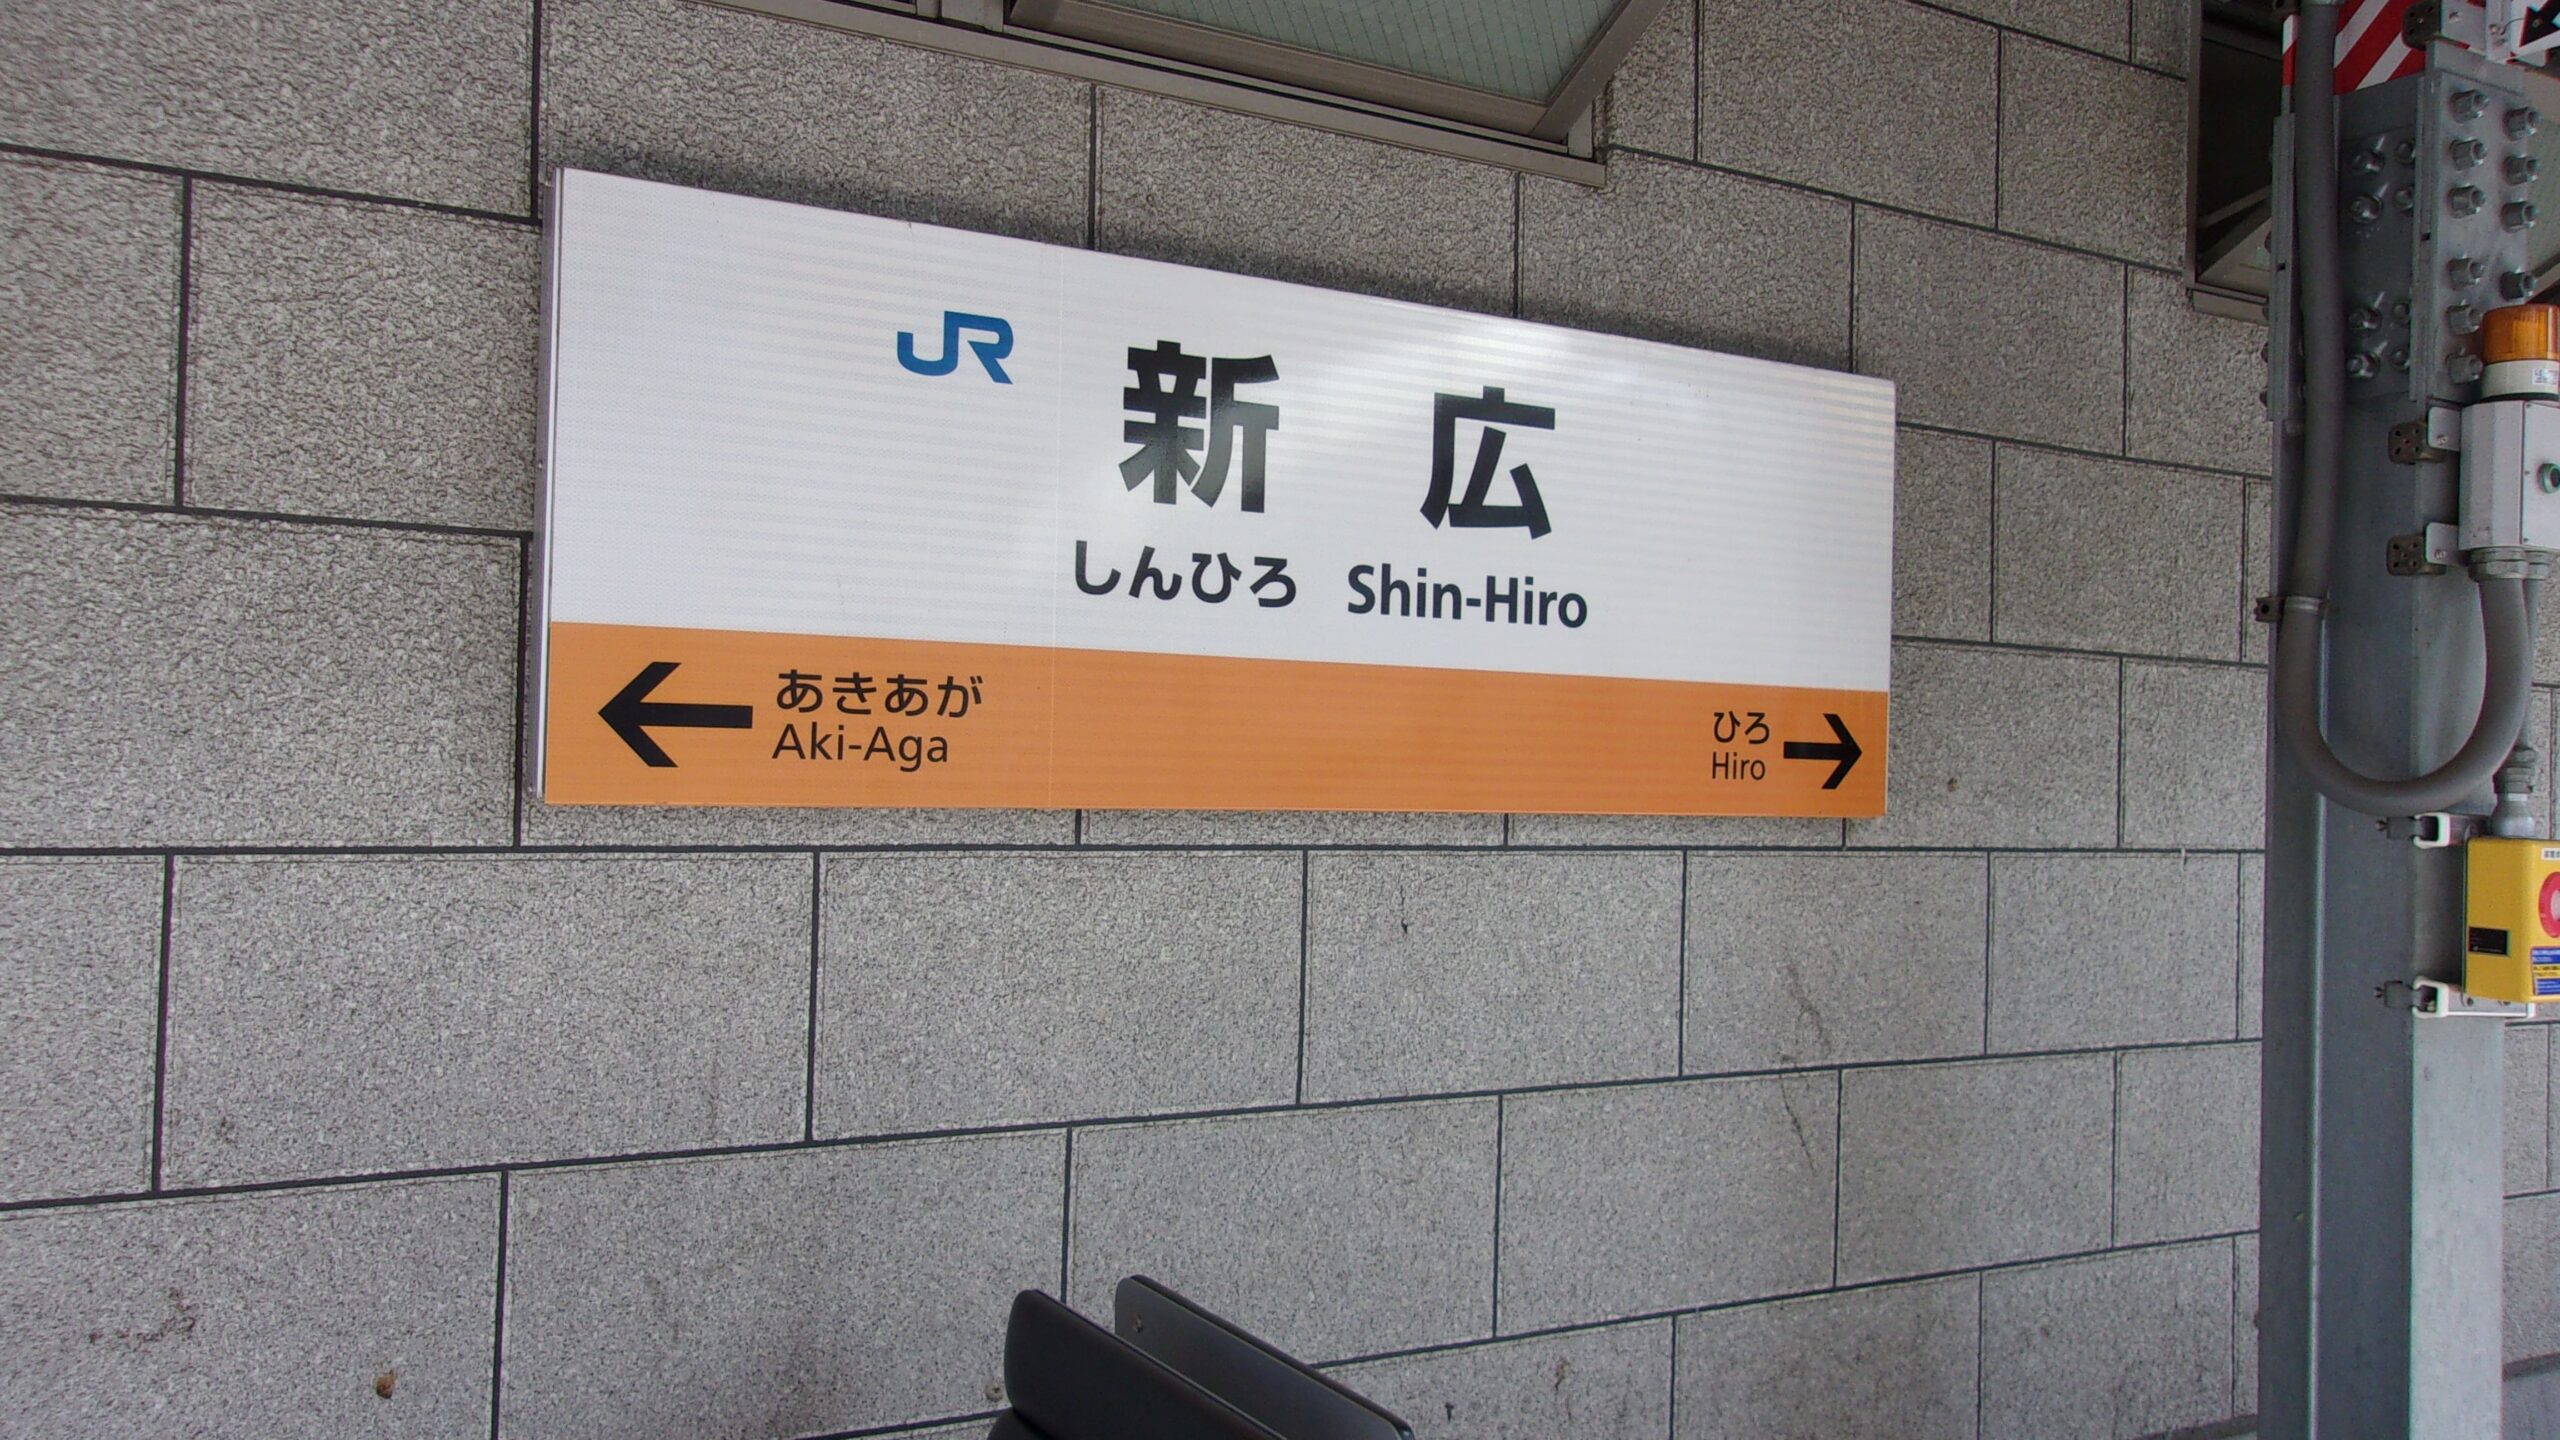 JR
新広
しんひろ Shin-Hiro
あきあが
Aki-Aga
ひろ
Hiro